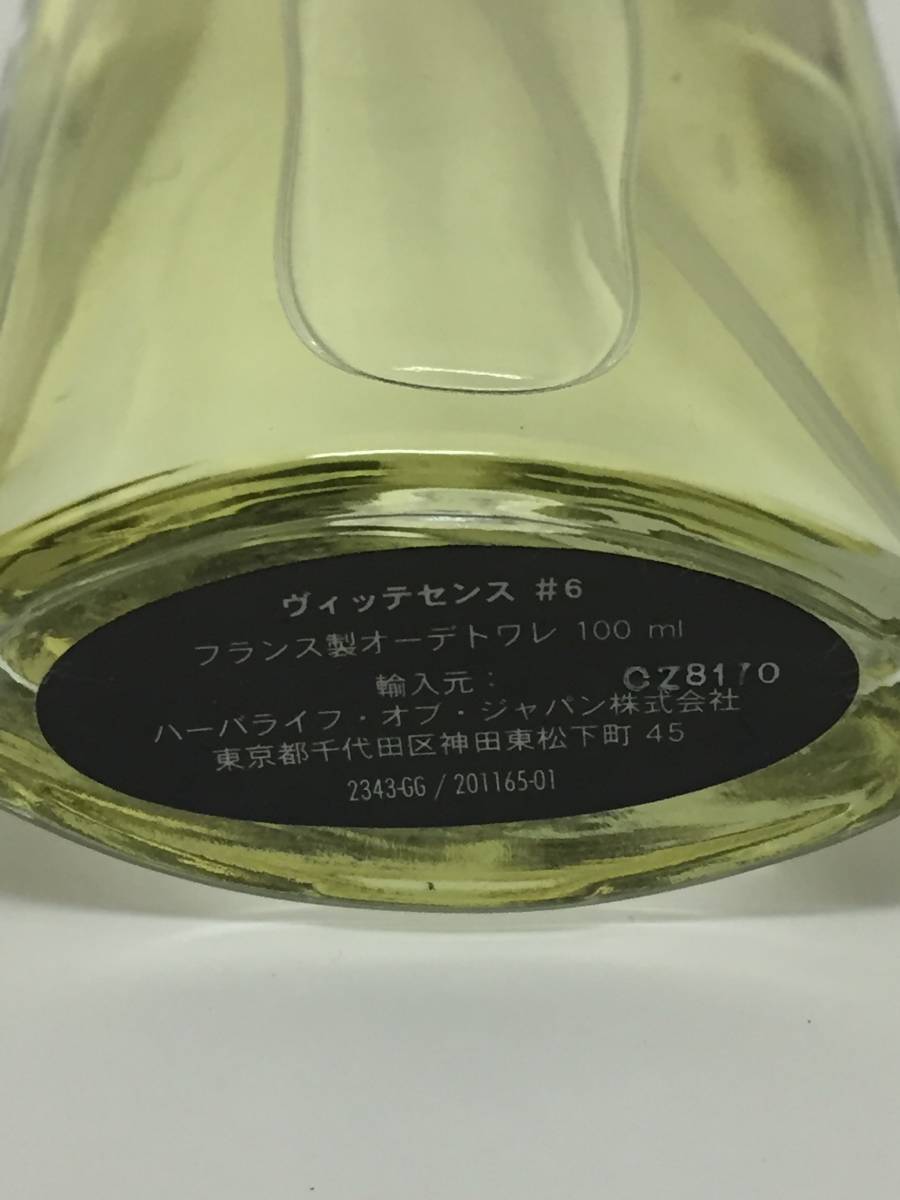 ヴィッテセンス #6
フランス製オーデトワレ 100 ml
輸入元:
CZ8170
ハーバライフ・オブ・ジャパン株式会社
東京都千代田区神田東松下町 45
2343-GG / 201165-01